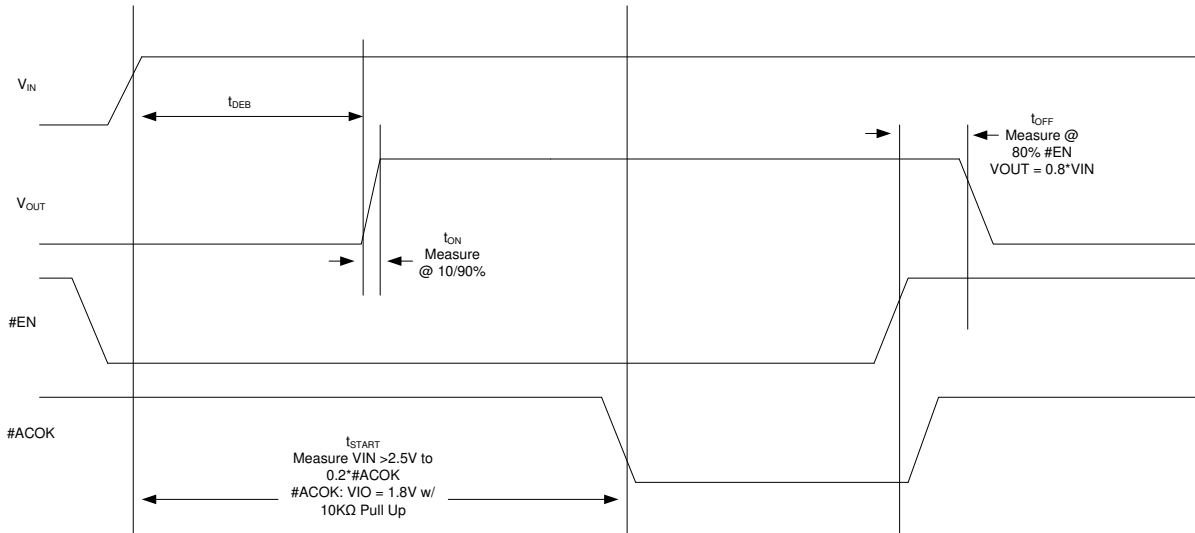 VIN
tDEB
tOFF
Measure @
80% #EN
VOUT = 0.8*VIN
VOUT
tON
Measure
@ 10/90%
#EN
#ACOK
tSTART
Measure VIN >2.5V to
0.2*#ACOK
#ACOK: VIO = 1.8V w/
10KΩ Pull Up